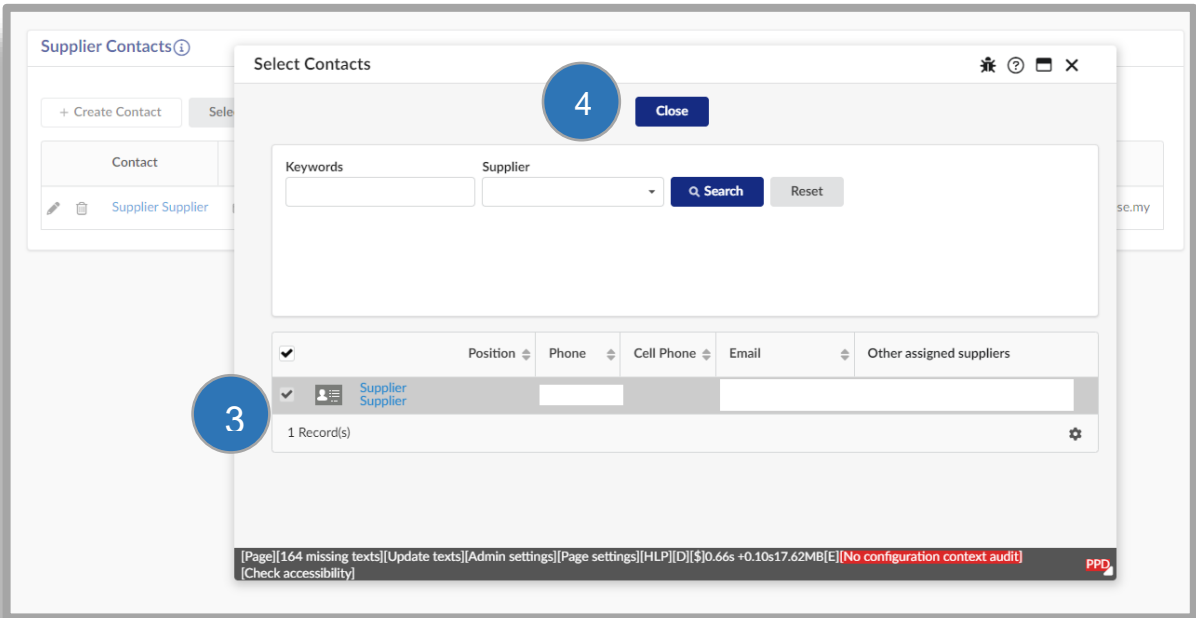 Supplier Contacts
Select Contacts
4
Close
+ Create Contact
Sele
Contact
Keywords
Supplier
Search
Reset
Supplier Supplier
se.my
Position
Phone
Cell Phone
Email
Other assigned suppliers
3
Supplier
Supplier
1 Record(s)
[Page][164 missing texts][Update texts][Admin settings][Page settings][HLP][D][$]0.66s +0.10s17.62MB[E][No configuration context audit]
[Check accessibility]
PPD